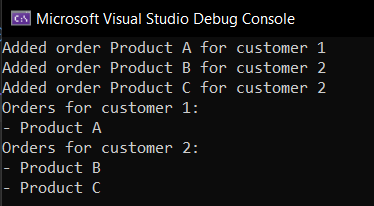 Microsoft Visual Studio Debug Console
Added order Product A for customer 1
Added order Product B for customer 2
Added order Product C for customer 2
Orders for customer 1:
- Product A
Orders for customer 2:
- Product B
- Product C